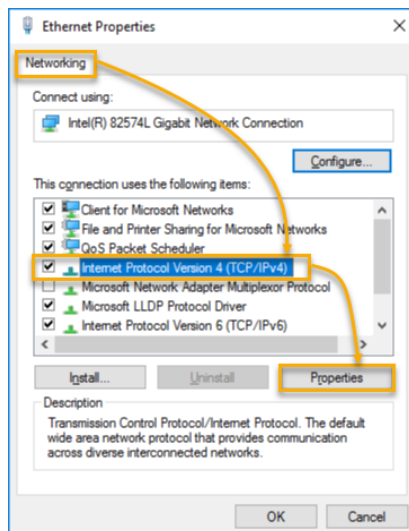 Ethernet Properties
Networking
Connect using:
Intel(R) 82574L Gigabit Network Connection
Configure...
This connection uses the following items:
Client for Microsoft Networks
File and Printer Sharing for Microsoft Networks
QoS Packet Scheduler
Internet Protocol Version 4 (TCP/IPv4)
Microsoft Network Adapter Multiplexor Protocol
Microsoft LLDP Protocol Driver
Internet Protocol Version 6 (TCP/IPv6)
Install...
Uninstall
Properties
Description
Transmission Control Protocol/Internet Protocol. The default
wide area network protocol that provides communication
across diverse interconnected networks.
OK
Cancel